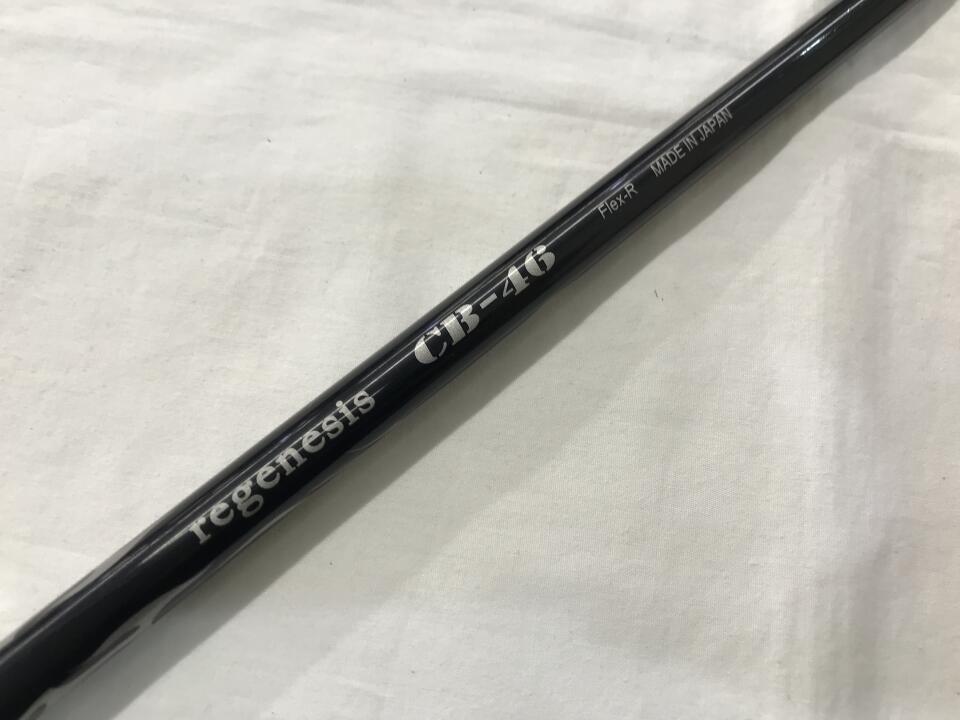 regenesis CB-46 Flex-R MADE IN JAPAN